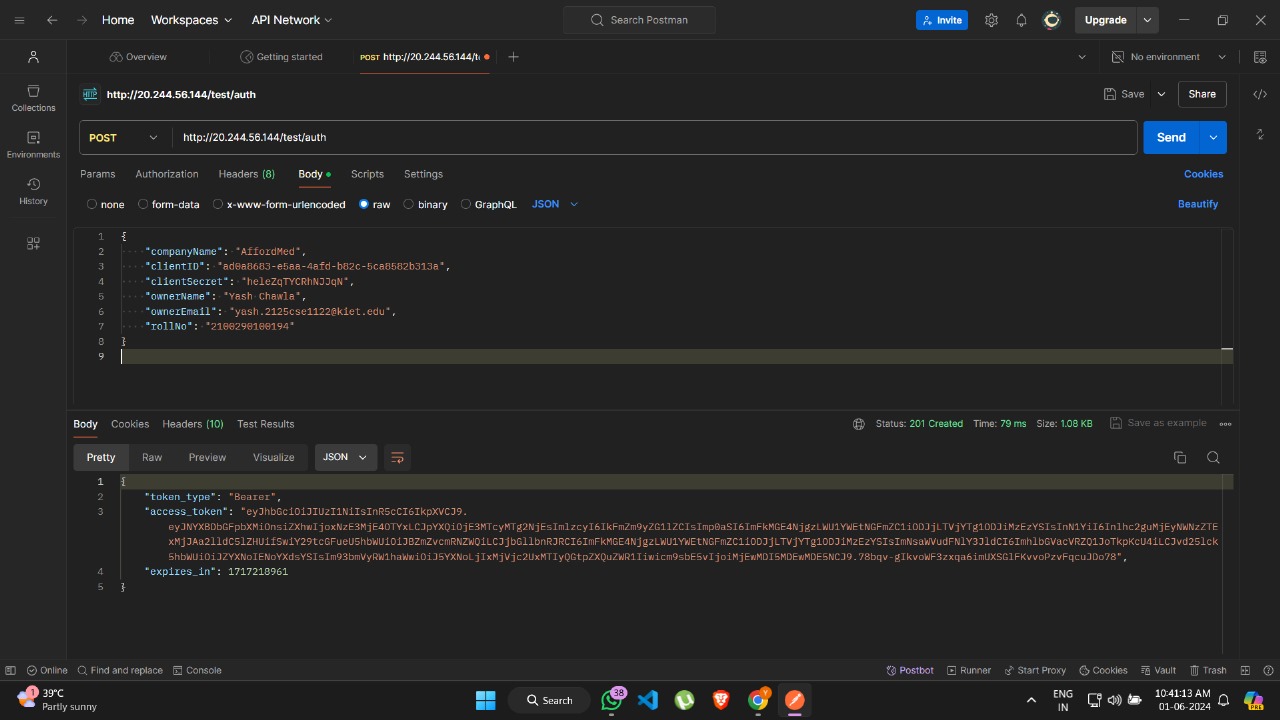 Home Workspaces API Network Search Postman Invite Upgrade
Overview Getting started POST http://20.244.56.144/t No environment
HTTP http://20.244.56.144/test/auth Save Share
Collections
POST http://20.244.56.144/test/auth Send
Environments
Params Authorization Headers (8) Body Scripts Settings Cookies
History
none form-data x-www-form-urlencoded raw binary GraphQL JSON Beautify
1 {
2 "companyName": "AffordMed",
3 "clientID": "ad0a8683-e5aa-4afd-b82c-5ca8582b313a",
4 "clientSecret": "heleZqTYCRhNJJqN",
5 "ownerName": "Yash Chawla",
6 "ownerEmail": "yash.2125cse1122@kiet.edu",
7 "rollNo": "2100290100194"
8 }
9
Body Cookies Headers (10) Test Results Status: 201 Created Time: 79 ms Size: 1.08 KB Save as example
Pretty Raw Preview Visualize JSON
1 {
2 "token_type": "Bearer",
3 "access_token":
4 "expires_in": 1717218961
5 }
Online Find and replace Console Postbot Runner Start Proxy Cookies Vault Trash
1 39°C
Partly sunny
Search 38
ENG
IN
10:41:13 AM
01-06-2024
PRE